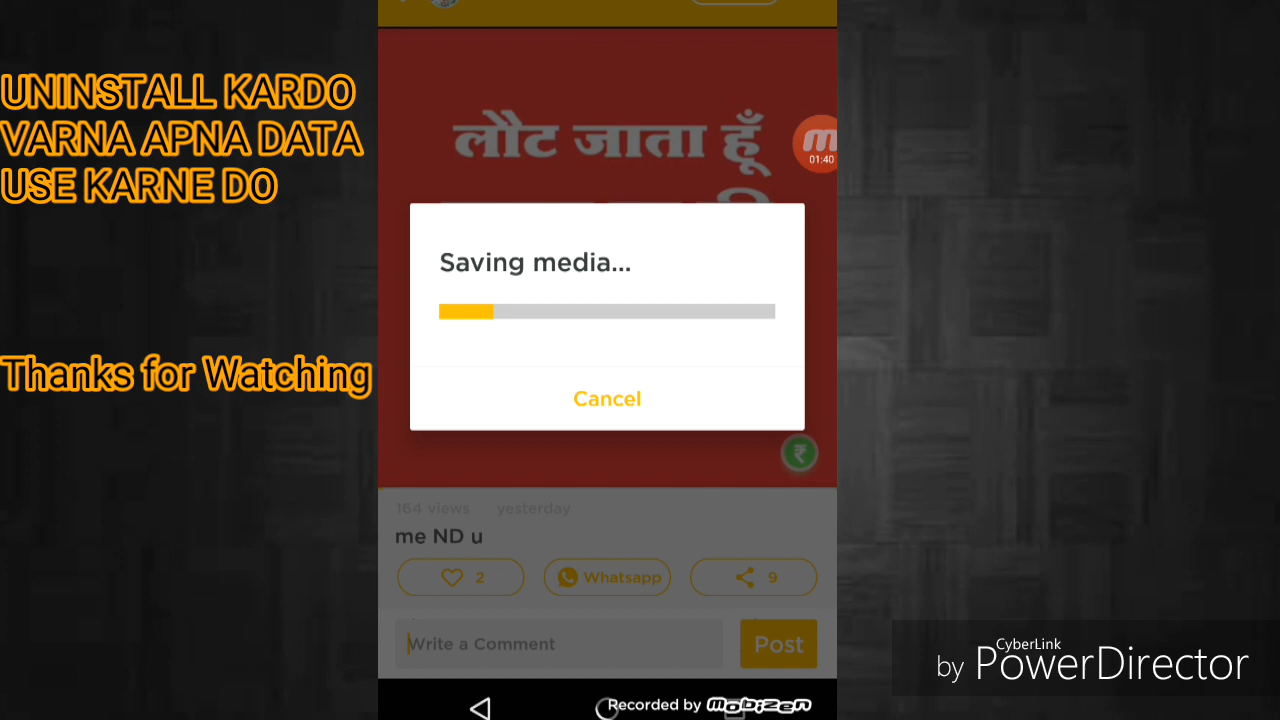 UNINSTALL KARDO
VARNA APNA DATA
USE KARNE DO
Thanks for Watching
लौट जाता हूँ
01:40
Saving media...
Cancel
₹
164 views yesterday
me ND u
2 Whatsapp 9
Write a Comment Post
Recorded by mobizen
by CyberLink PowerDirector